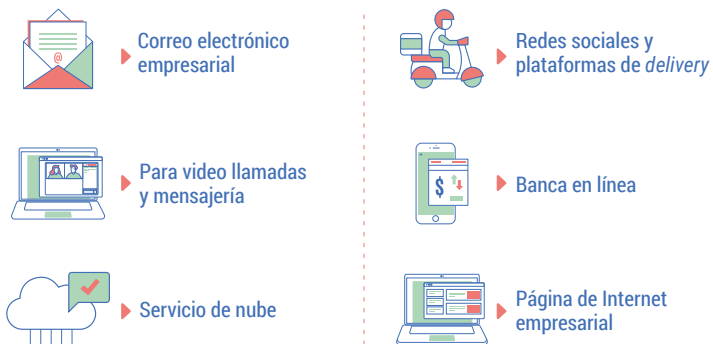 Correo electrónico
empresarial
Para video llamadas
y mensajería
Servicio de nube
Redes sociales y
plataformas de delivery
Banca en línea
Página de Internet
empresarial
@
$